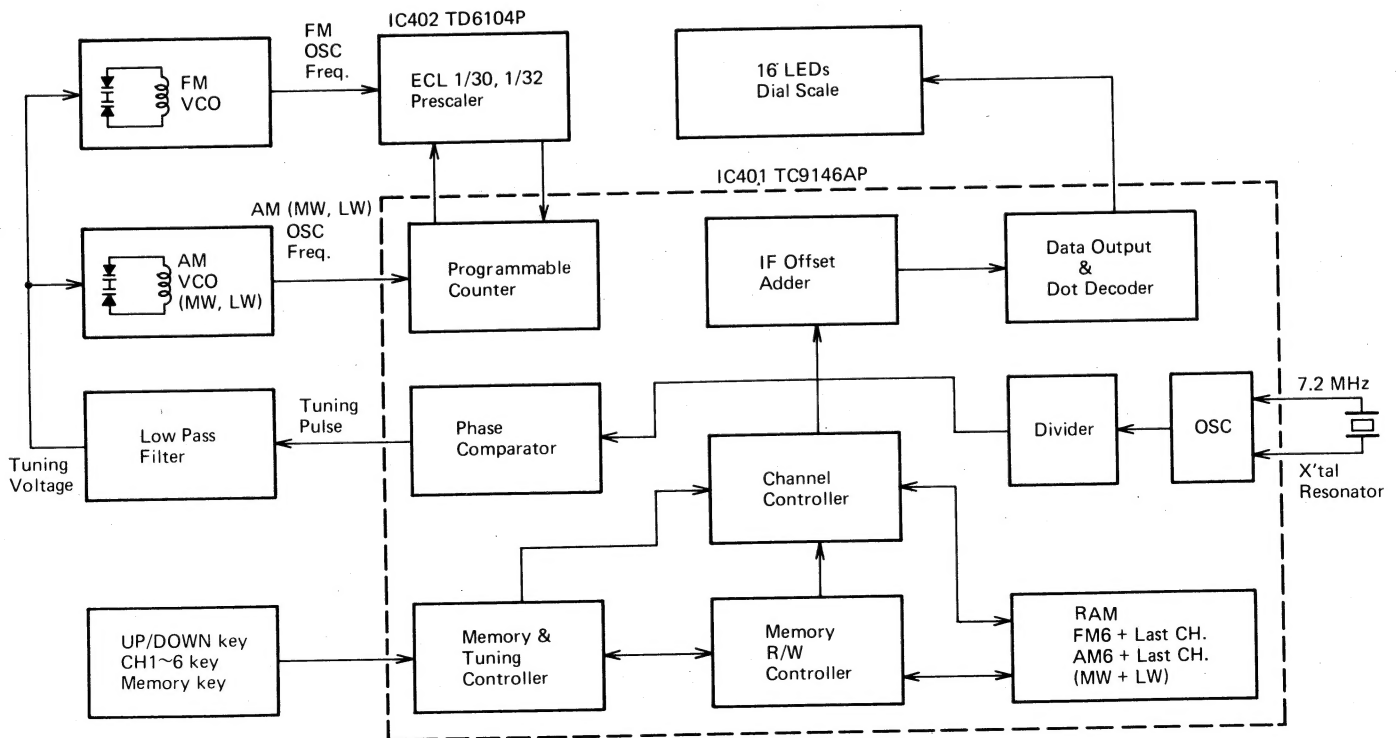 IC402 TD6104P
FM
OSC
Freq.
FM
VCO
ECL 1/30, 1/32
Prescaler
16 LEDs
Dial Scale
IC401 TC9146AP
AM (MW, LW)
OSC
Freq.
AM
VCO
(MW, LW)
Programmable
Counter
IF Offset
Adder
Data Output
&
Dot Decoder
Tuning
Voltage
Low Pass
Filter
Tuning
Pulse
Phase
Comparator
Channel
Controller
Divider
OSC
7.2 MHz
X'tal
Resonator
UP/DOWN key
CH1~6 key
Memory key
Memory &
Tuning
Controller
Memory
R/W
Controller
RAM
FM6 + Last CH.
AM6 + Last CH.
(MW + LW)